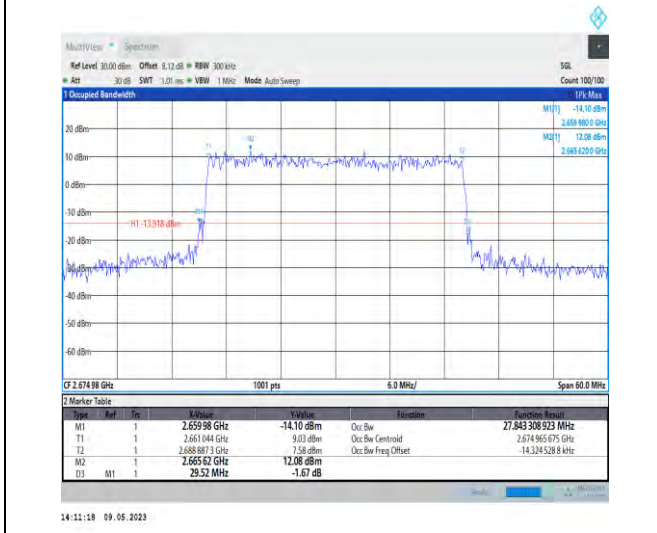 MultiView Spectrum
Ref Level 30.00 dBm Offset 8.12 dB RBW 300 kHz SGL
Att 30 dB SWT 1.01 ms VBW 1 MHz Mode Auto Sweep Count 100/100
1 Occupied Bandwidth 1Pk Max
M1[1] -14.10 dBm
2.659 980 0 GHz
M2[1] 12.08 dBm
2.665 620 0 GHz
20 dBm
T1 M2 T2
10 dBm
0 dBm
-10 dBm
H1 -13.918 dBm
-20 dBm
-30 dBm
-40 dBm
-50 dBm
-60 dBm
CF 2.674 98 GHz 1001 pts 6.0 MHz/ Span 60.0 MHz
2 Marker Table
Type Ref Trc X-Value Y-Value Function Function Result
M1 1 2.659 98 GHz -14.10 dBm Occ Bw 27.843 308 923 MHz
T1 1 2.661 044 GHz 9.03 dBm Occ Bw Centroid 2.674 965 675 GHz
T2 1 2.688 887 3 GHz 7.58 dBm Occ Bw Freq Offset -14.324 528 8 kHz
M2 1 2.665 62 GHz 12.08 dBm
D3 M1 1 29.52 MHz -1.67 dB
14:11:18 09.05.2023